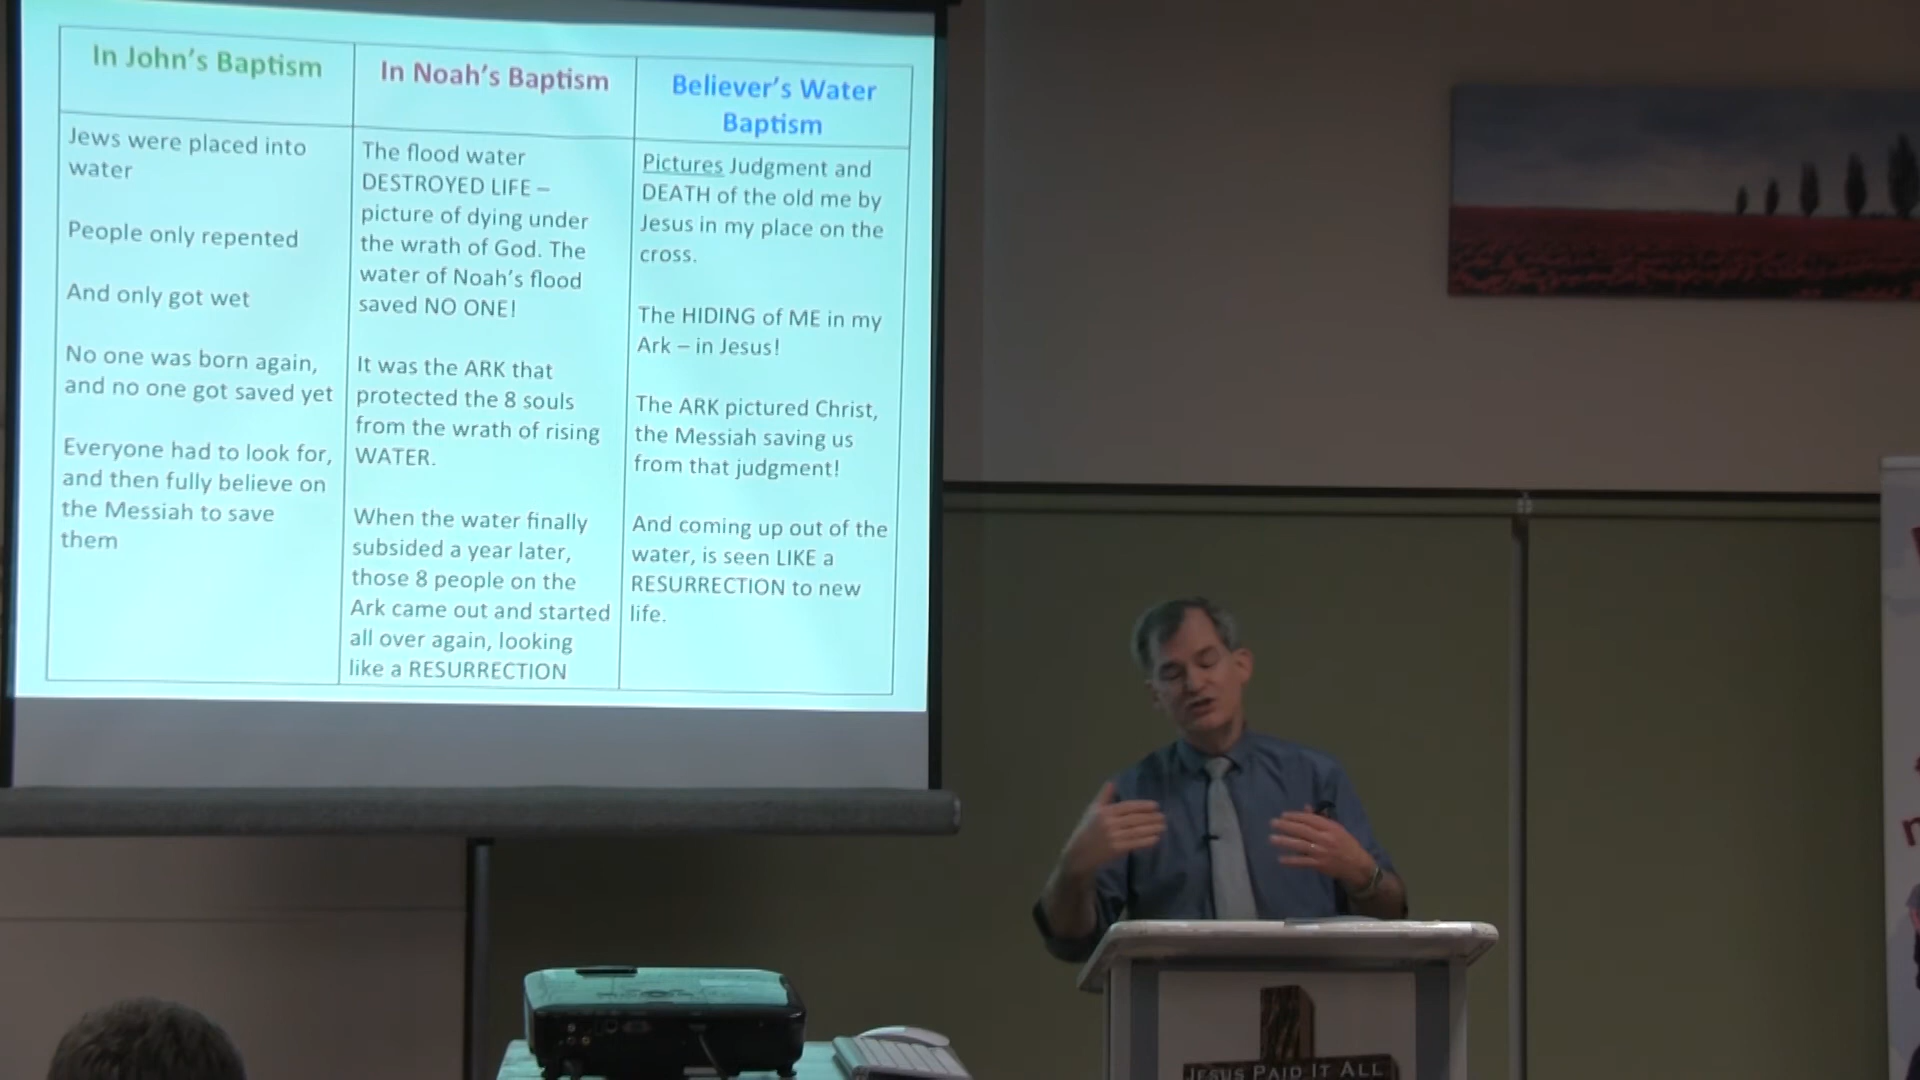 In John's Baptism
Jews were placed into
water
People only repented
And only got wet
No one was born again,
and no one got saved yet
Everyone had to look for,
and then fully believe on
the Messiah to save
them
In Noah's Baptism
The flood water
DESTROYED LIFE –
picture of dying under
the wrath of God. The
water of Noah's flood
saved NO ONE!
It was the ARK that
protected the 8 souls
from the wrath of rising
WATER.
When the water finally
subsided a year later,
those 8 people on the
Ark came out and started
all over again, looking
like a RESURRECTION
Believer's Water
Baptism
Pictures Judgment and
DEATH of the old me by
Jesus in my place on the
cross.
The HIDING of ME in my
Ark – in Jesus!
The ARK pictured Christ,
the Messiah saving us
from that judgment!
And coming up out of the
water, is seen LIKE a
RESURRECTION to new
life.
JESUS PAID IT ALL